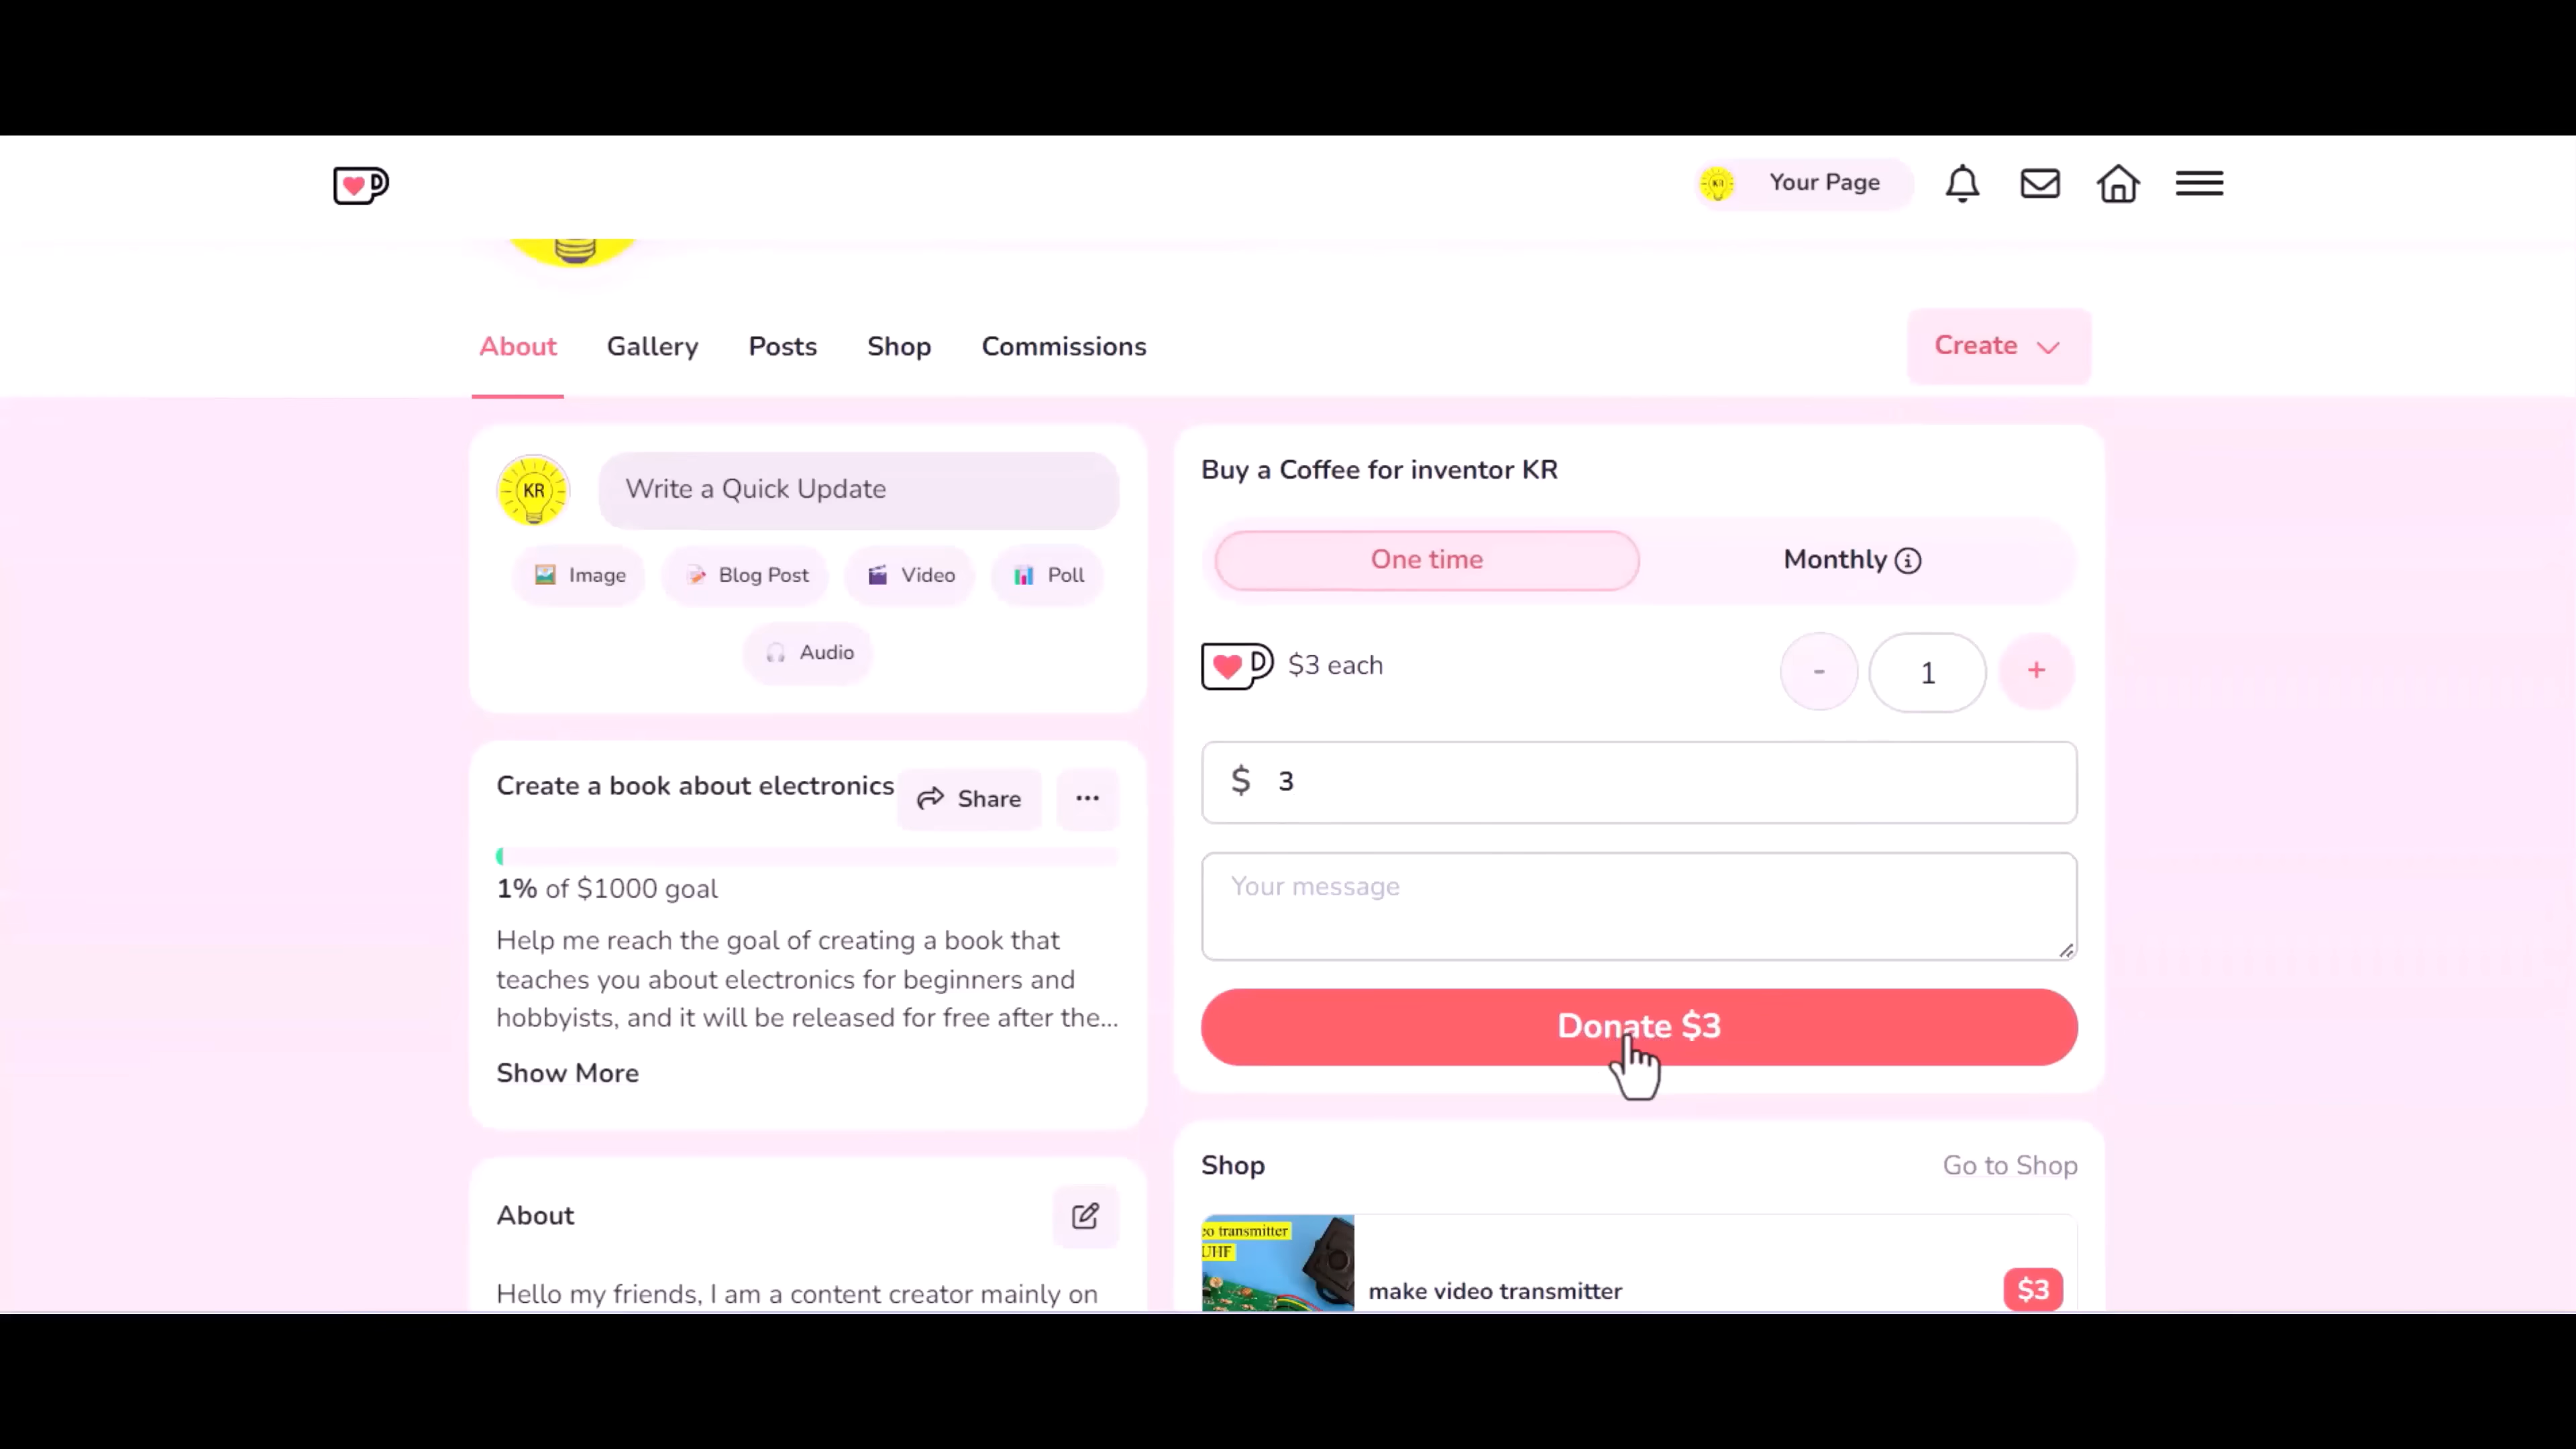 Your Page
About
Gallery
Posts
Shop
Commissions
Create
KR
Write a Quick Update
Image
Blog Post
Video
Poll
Audio
Create a book about electronics
Share
1% of $1000 goal
Help me reach the goal of creating a book that
teaches you about electronics for beginners and
hobbyists, and it will be released for free after the...
Show More
About
Hello my friends, I am a content creator mainly on
Buy a Coffee for inventor KR
One time
Monthly
$3 each
-
1
+
$ 3
Your message
Donate $3
Shop
Go to Shop
eo transmitter
UHF
make video transmitter
$3